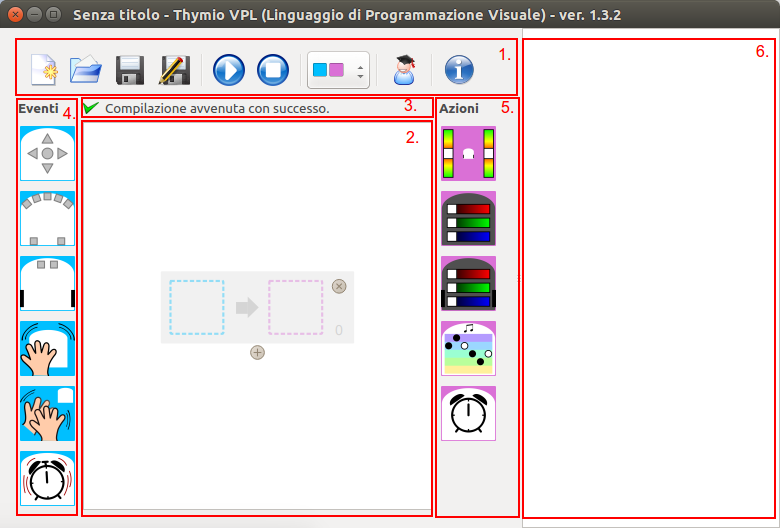 Senza titolo - Thymio VPL (Linguaggio di Programmazione Visuale) - ver. 1.3.2
1.
6.
Eventi
4.
Compilazione avvenuta con successo.
3.
Azioni
5.
2.
0